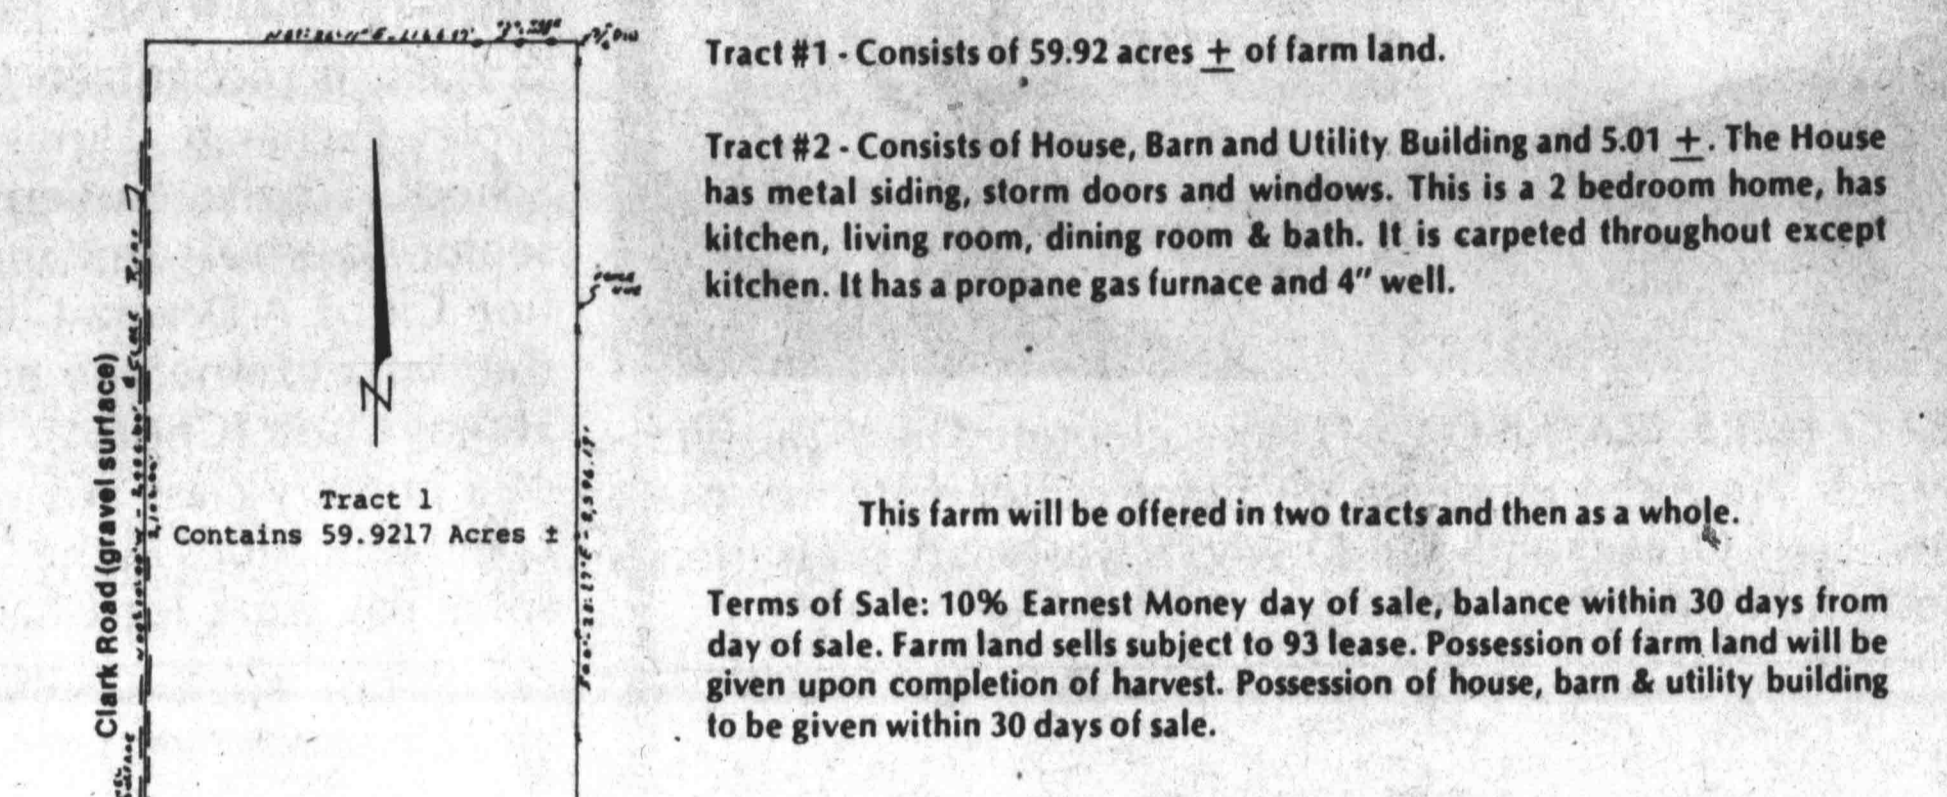 Tract #1 - Consists of 59.92 acres ± of farm land.
Tract #2 - Consists of House, Barn and Utility Building and 5.01 ±. The House
has metal siding, storm doors and windows. This is a 2 bedroom home, has
kitchen, living room, dining room & bath. It is carpeted throughout except
kitchen. It has a propane gas furnace and 4" well.
This farm will be offered in two tracts and then as a whole.
Terms of Sale: 10% Earnest Money day of sale, balance within 30 days from
day of sale. Farm land sells subject to 93 lease. Possession of farm land will be
given upon completion of harvest. Possession of house, barn & utility building
to be given within 30 days of sale.
N
Tract 1
Contains 59.9217 Acres ±
Clark Road (gravel surface)